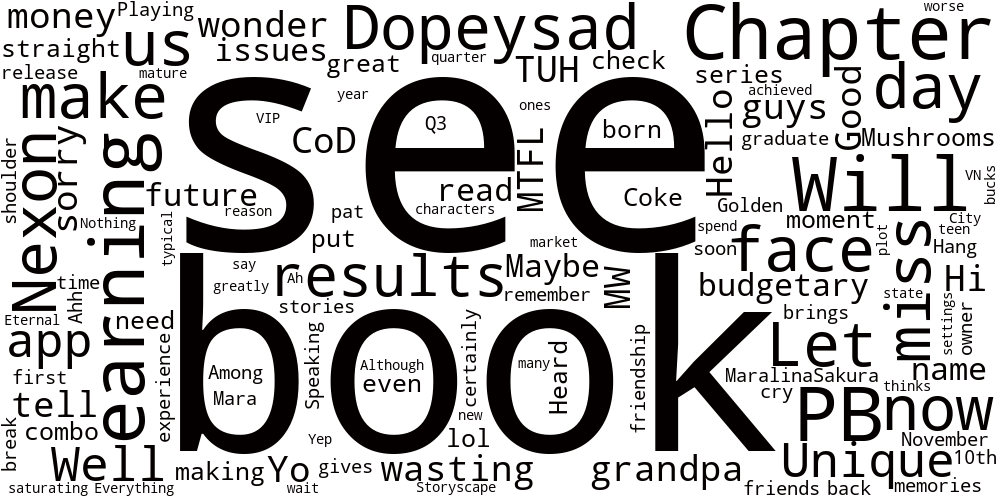 money Playing wonder Dopeysad Chapter worse
straight us issues great quarter TUH check series achieved guys Good day
release mature year ones
make VIP CoD Q3 born Hello graduate Mushrooms
shoulder Nexon sorry earning see MTFL
future read Coke Golden Will VN bucks
Nothing reason pat characters spend moment City
typical put market soon face plot miss teen
say Ah results Maybe MW Hang
time greatly remember budgetary Hi
Eternal Ahh stories state
app need book brings settings owner
first experience Speaking Among Although many Heard certainly friendship Let name
tell Mara even MaralinaSakura thinks
break combo Yep new cry PB now
Well lol November
making Yo gives wasting grandpa Unique 10th
saturating Everything wait Storyscape friends back memories